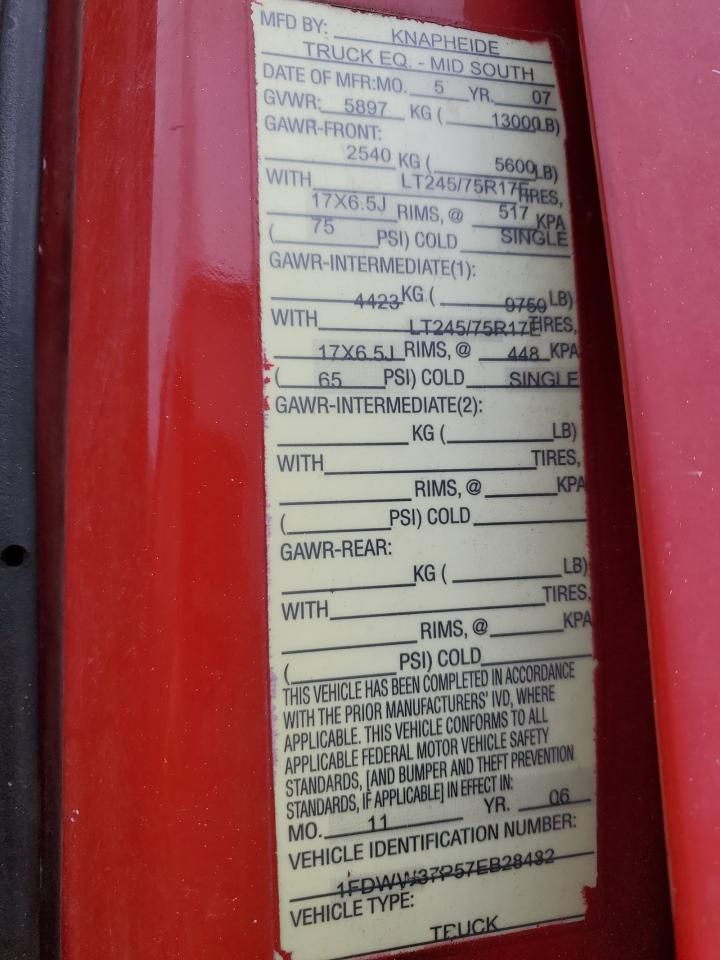 MFD BY: KNAPHEIDE
TRUCK EQ. - MID SOUTH
DATE OF MFR:MO. 5 YR. 07
GVWR: 5897 KG ( 13000LB)
GAWR-FRONT:
2540 KG ( 5600LB)
WITH LT245/75R17E TIRES,
17X6.5J RIMS, @ 517 KPA
( 75 PSI) COLD SINGLE
GAWR-INTERMEDIATE(1):
4423 KG ( 9750 LB)
WITH LT245/75R17E TIRES,
17X6.5J RIMS, @ 448 KPA
( 65 PSI) COLD SINGLE
GAWR-INTERMEDIATE(2):
KG ( LB)
WITH TIRES,
RIMS, @ KPA
( PSI) COLD
GAWR-REAR:
KG ( LB)
WITH TIRES,
RIMS, @ KPA
( PSI) COLD
THIS VEHICLE HAS BEEN COMPLETED IN ACCORDANCE
WITH THE PRIOR MANUFACTURERS' IVD, WHERE
APPLICABLE. THIS VEHICLE CONFORMS TO ALL
APPLICABLE FEDERAL MOTOR VEHICLE SAFETY
STANDARDS, [AND BUMPER AND THEFT PREVENTION
STANDARDS, IF APPLICABLE] IN EFFECT IN:
MO. 11 YR. 06
VEHICLE IDENTIFICATION NUMBER:
1FDWW37P57EB28482
VEHICLE TYPE:
TRUCK